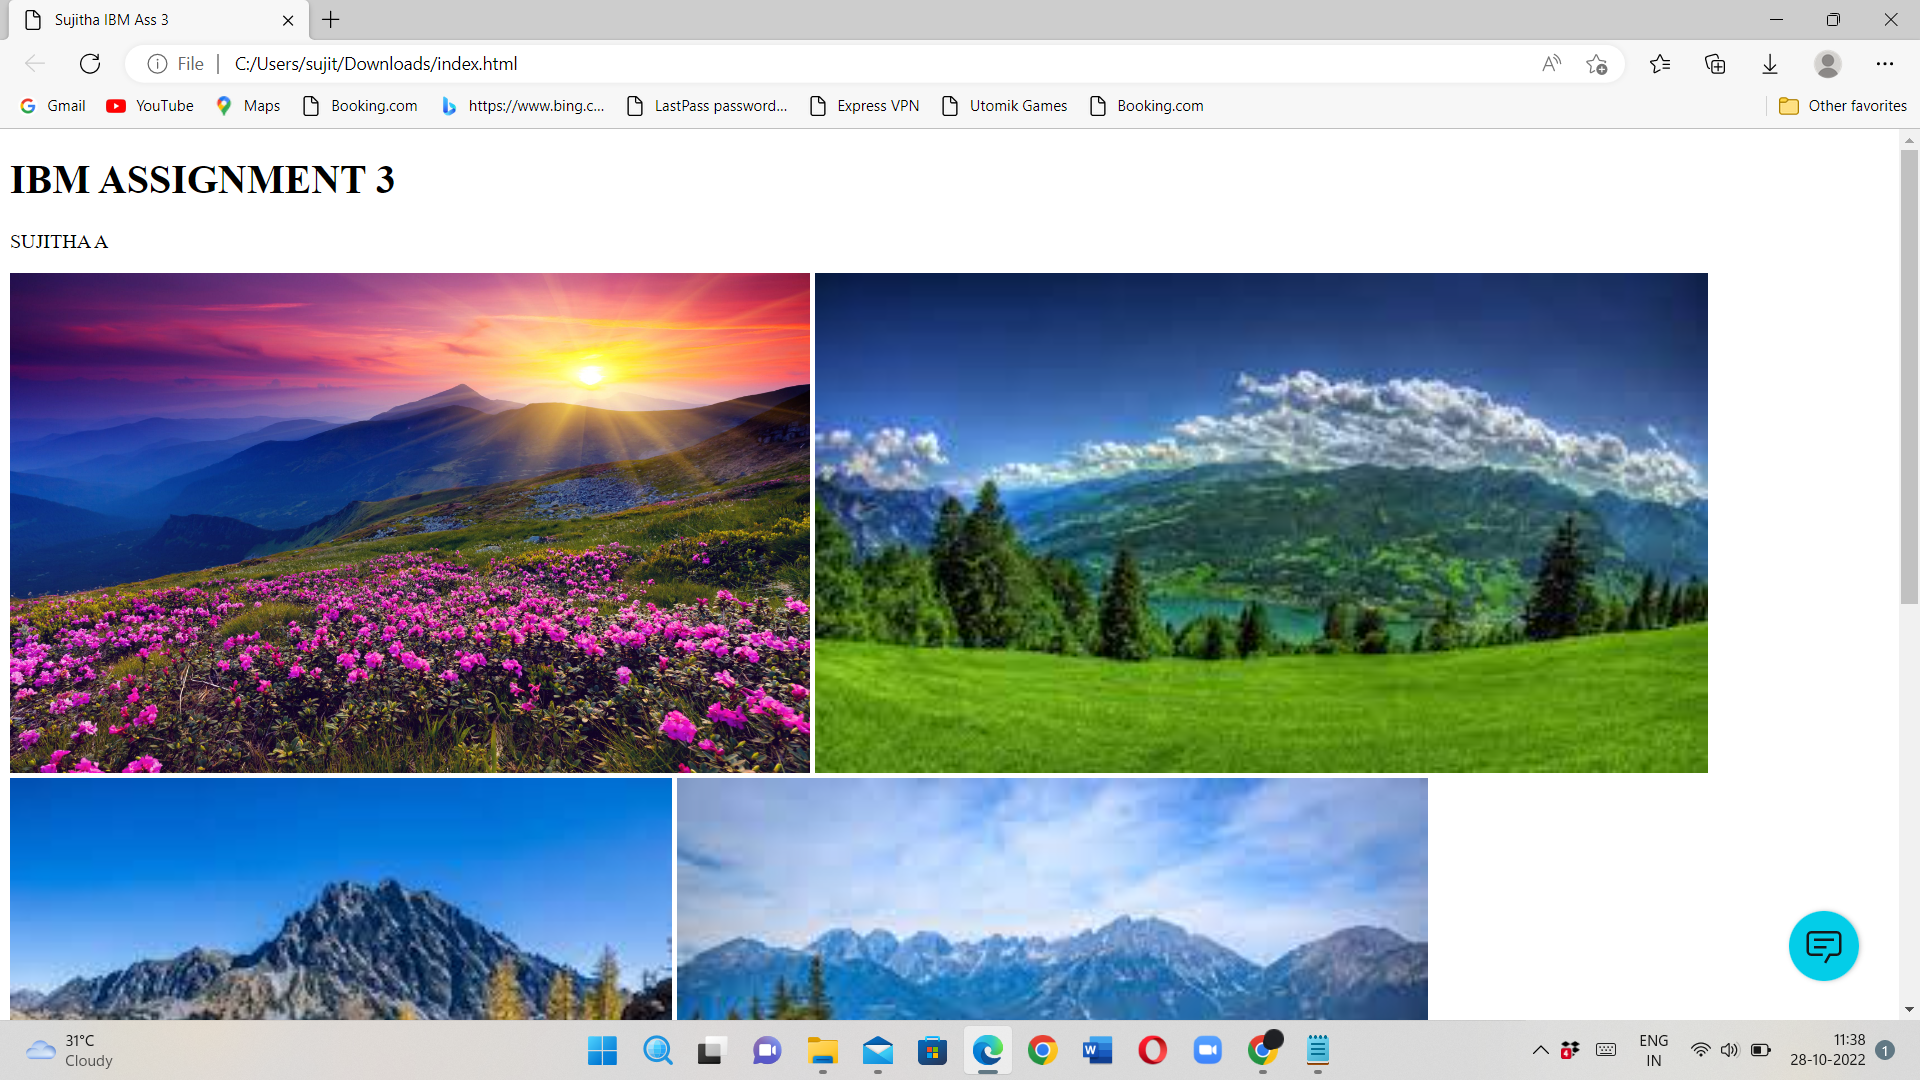 Sujitha IBM Ass 3
File | C:/Users/sujit/Downloads/index.html
Gmail YouTube Maps Booking.com https://www.bing.c... LastPass password... Express VPN Utomik Games Booking.com Other favorites
IBM ASSIGNMENT 3
SUJITHA A
31°C
Cloudy
ENG
IN
11:38
28-10-2022
1
4